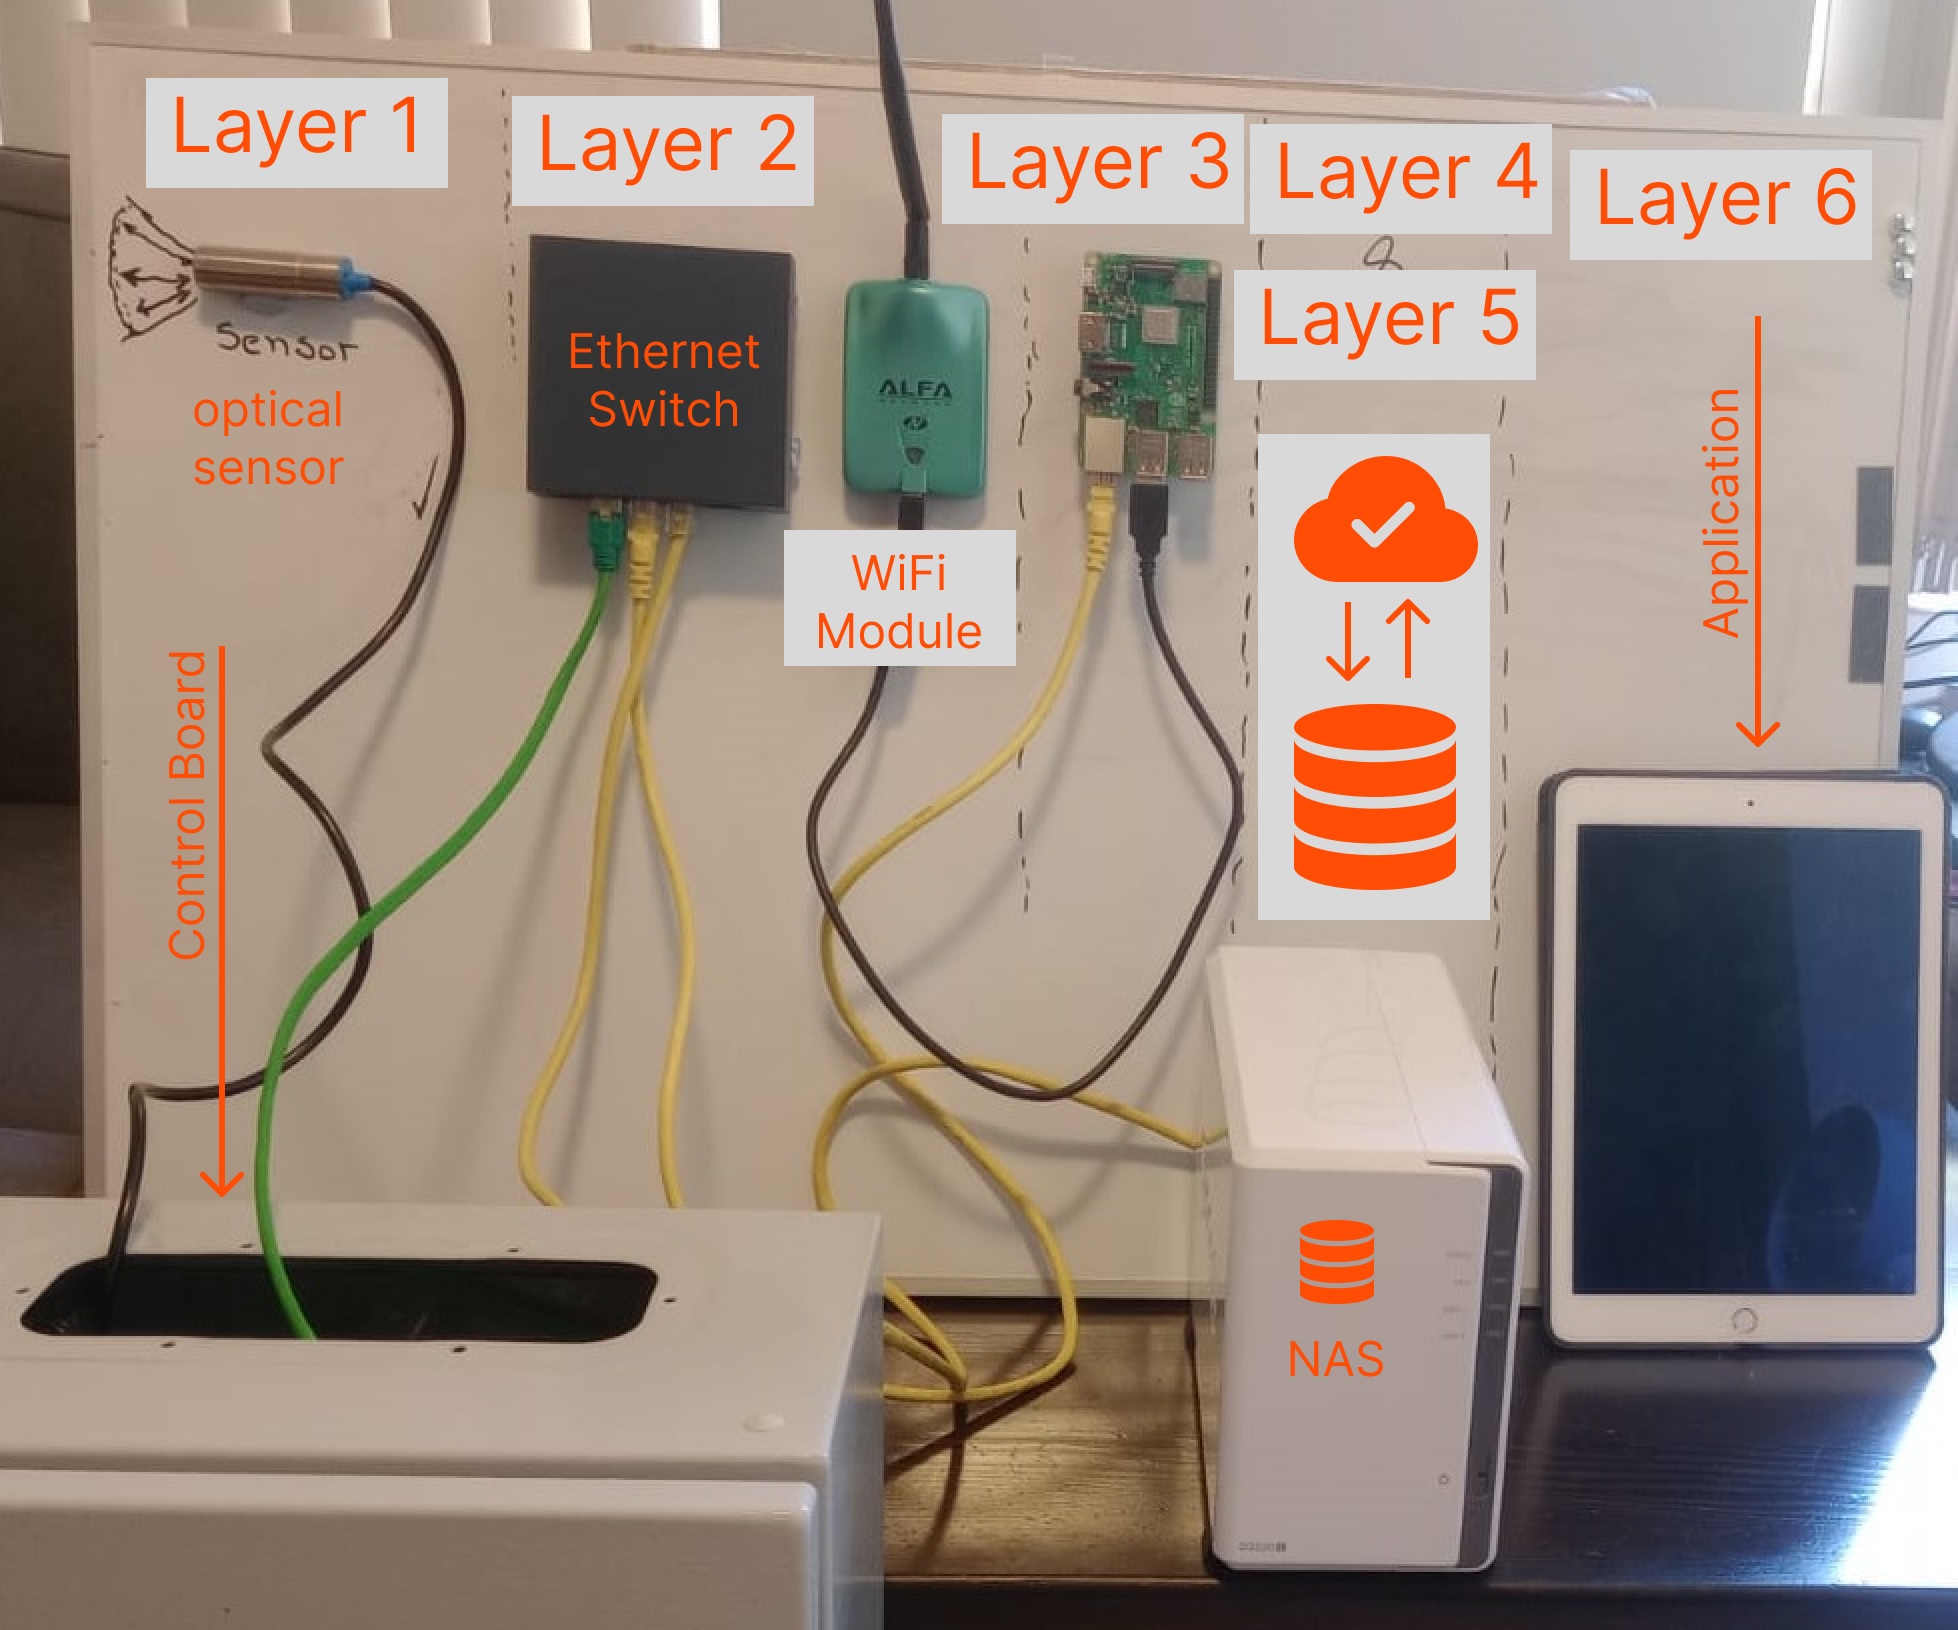 Layer 1
Layer 2
Layer 3
Layer 4
Layer 6
Layer 5
&
Sensor
optical
sensor
Ethernet
Switch
ALFA
WiFi
Module
Control Board
Application
NAS